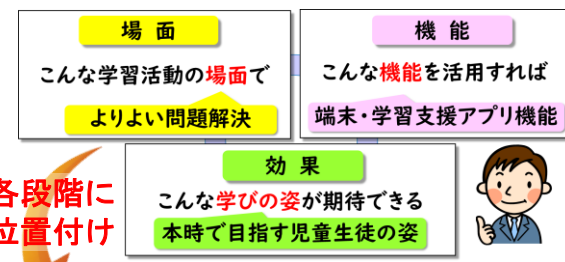 場面
こんな学習活動の場面で
よりよい問題解決
機能
こんな機能を活用すれば
端末・学習支援アプリ機能
効果
こんな学びの姿が期待できる
本時で目指す児童生徒の姿
各段階に
位置付け